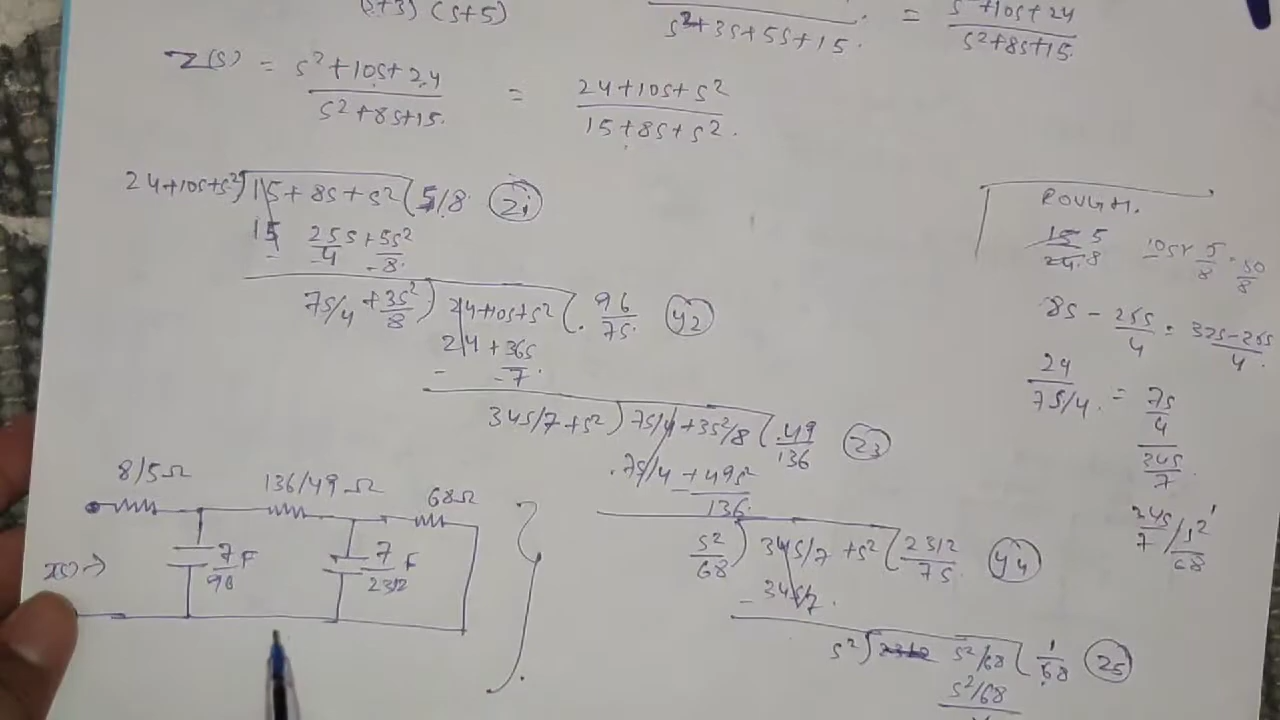 (s+3) (s+5)
s²+3s+5s+15. = s²+10s+24 / s²+8s+15
Z(s) = s²+10s+24 / s²+8s+15. = 24+10s+s² / 15+8s+s².
24+10s+s²) 15+8s+s² ( 5/8 (Z1)
15 25s/4 + 5s²/8.
7s/4 + 3s²/8 ) 24+10s+s² ( 96/7s (Y2)
24 + 36s/7.
34s/7+s² ) 7s/4+3s²/8 ( 49/136 (Z3)
7s/4 + 49s²/136.
s²/68 ) 34s/7 +s² ( 2312/7s (Y4)
34s/7.
s² ) s²/68 ( 1/68 (Z5)
s²/68
ROUGH.
15 5 / 24.8
10s× 5/8 = 50/8
8s - 25s/4 = 32s-25s/4.
24 / 7s/4. = 7s/4 / 34s/7
34s/7 / s²/68
8/5Ω 136/49Ω 68Ω
Z(s)→ 7/96 F 7/2312 F